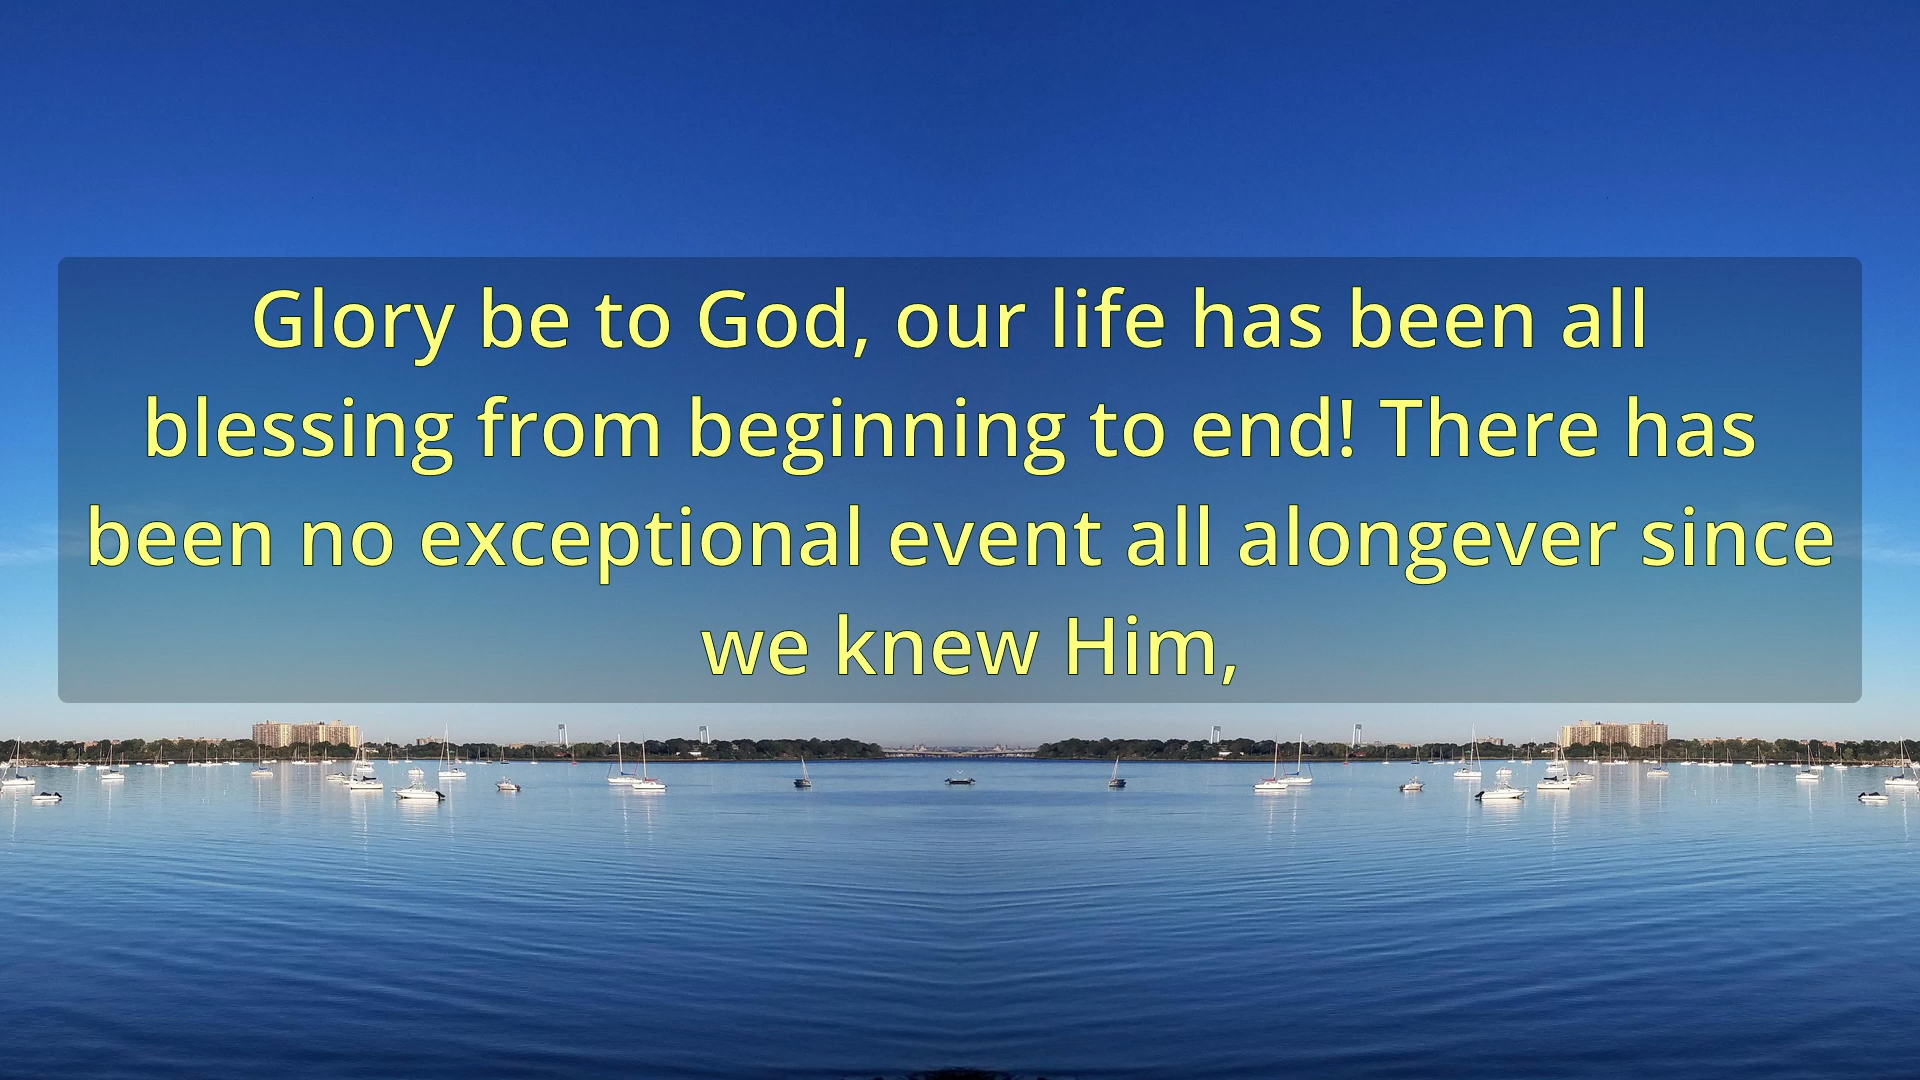 Glory be to God, our life has been all
blessing from beginning to end! There has
been no exceptional event all alongever since
we knew Him,